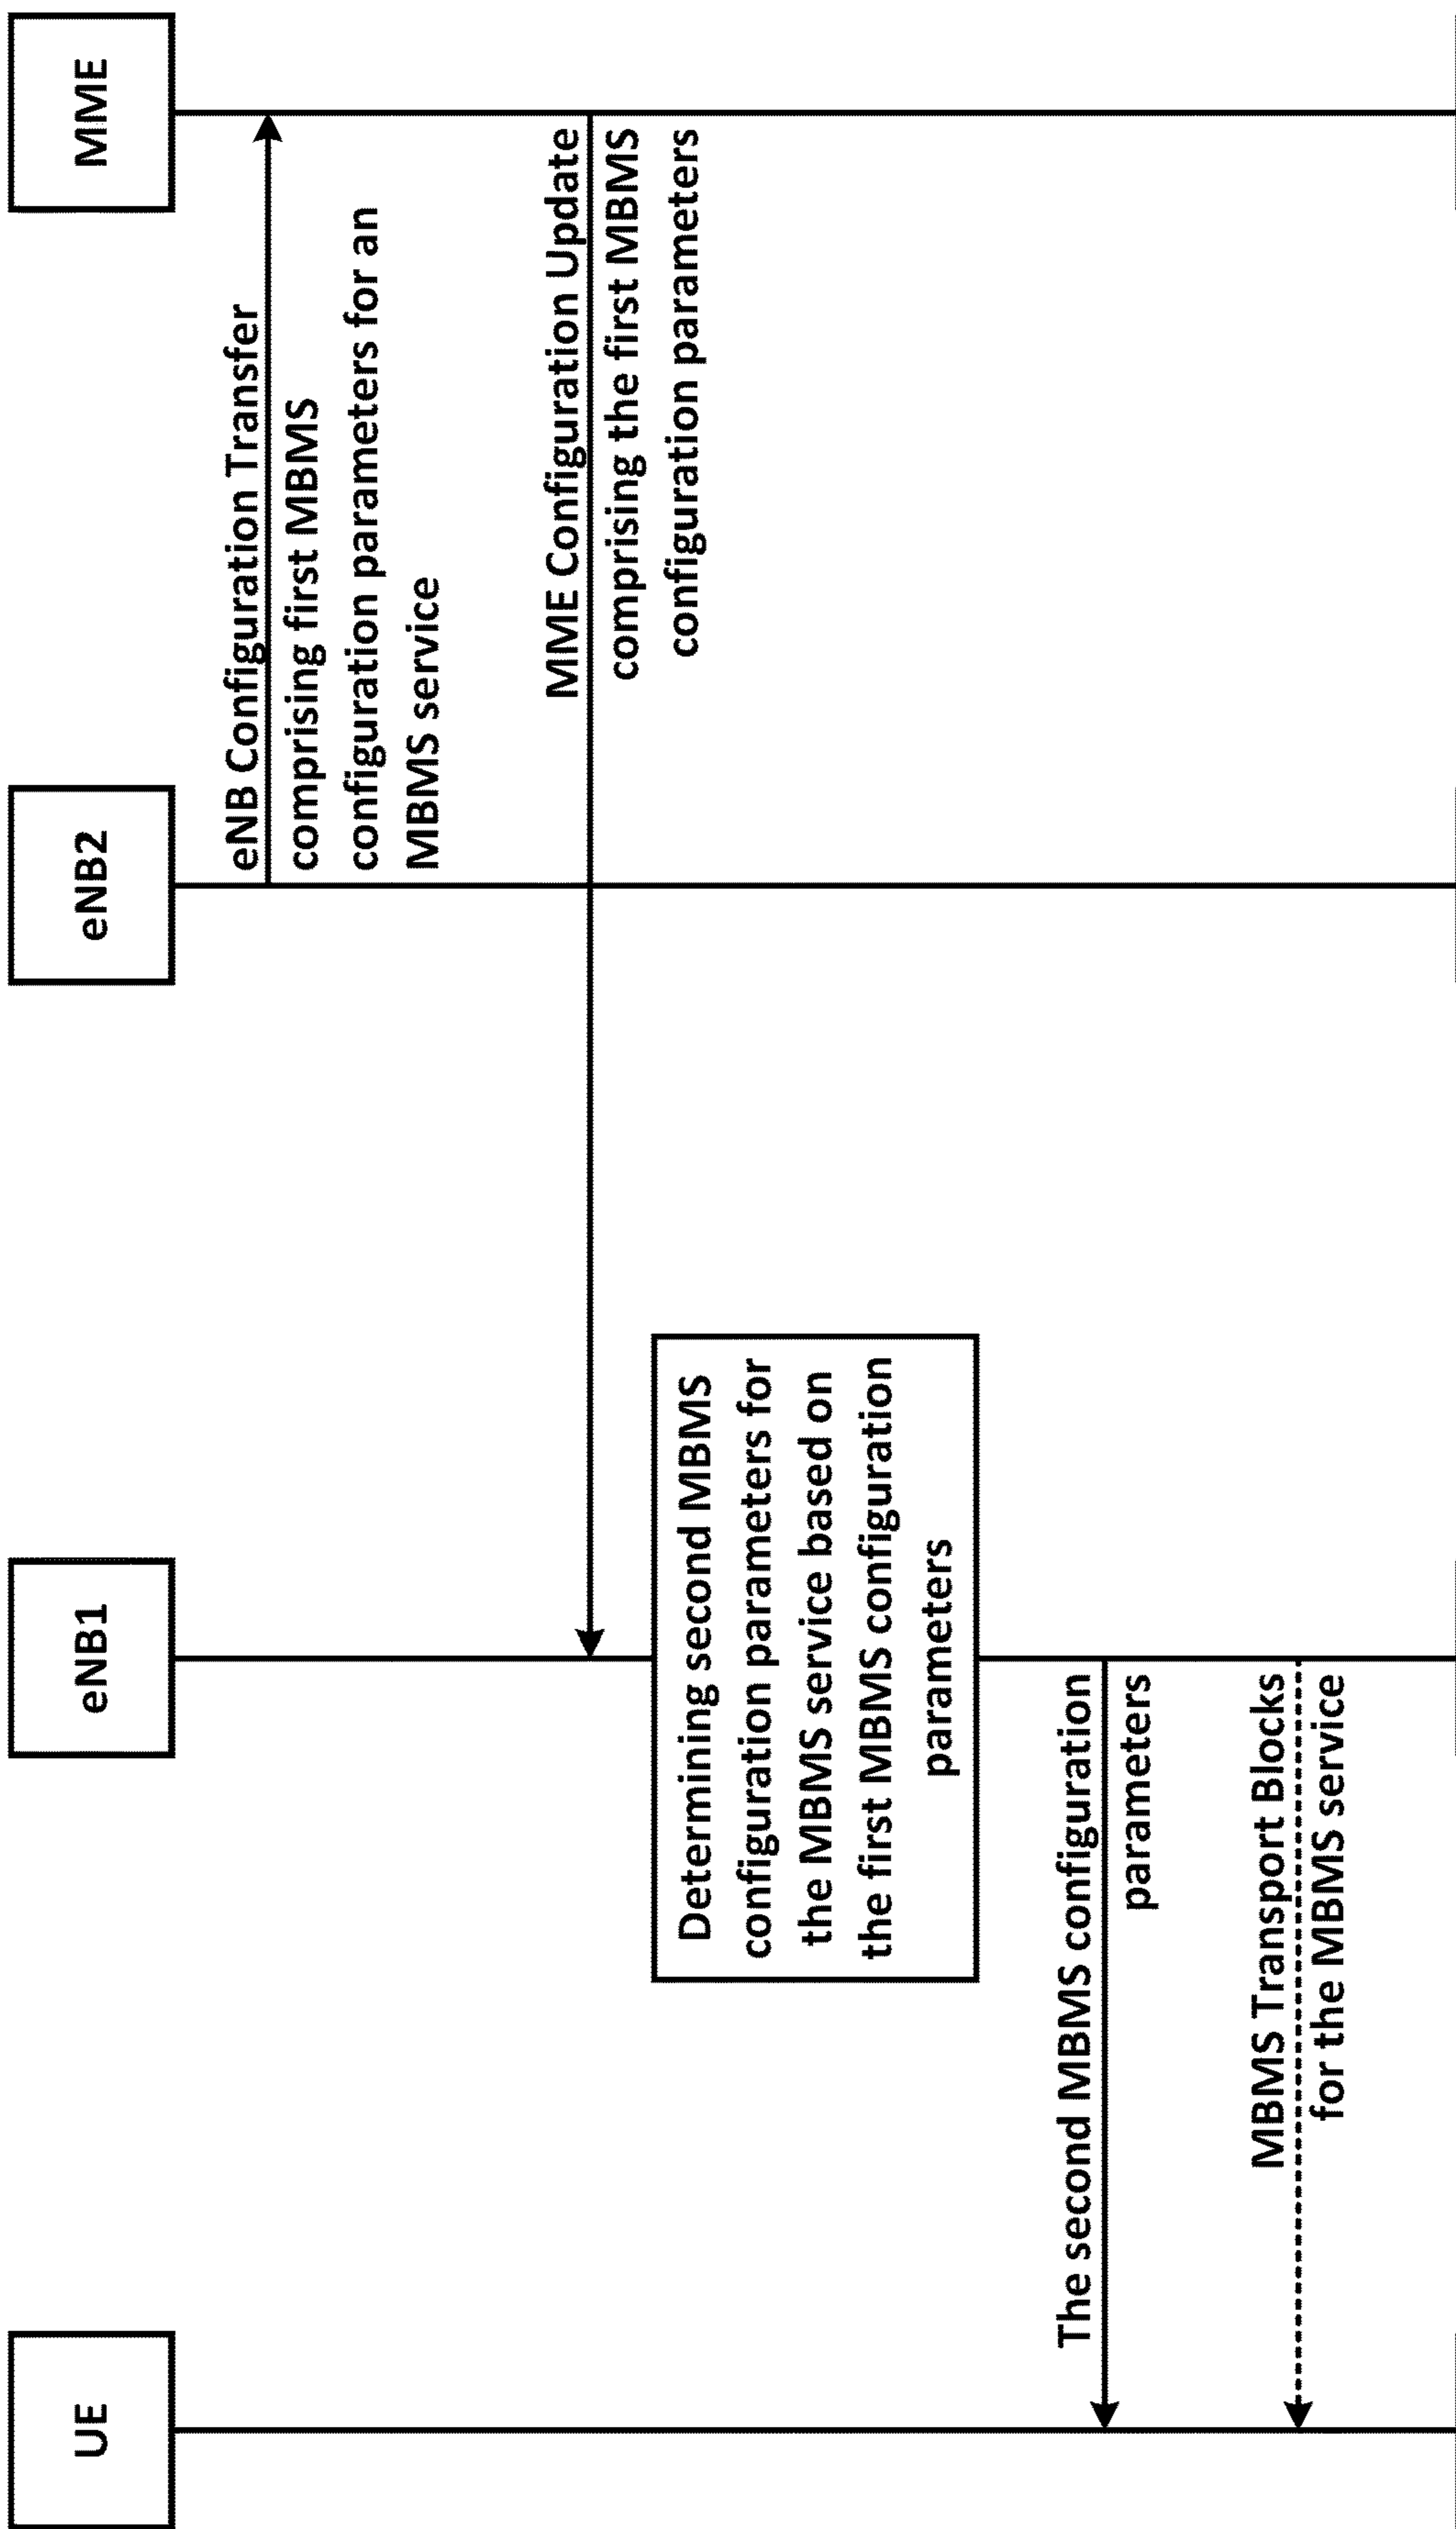 UE
eNB1
eNB2
MME
eNB Configuration Transfer
comprising first MBMS
configuration parameters for an
MBMS service
MME Configuration Update
comprising the first MBMS
configuration parameters
Determining second MBMS
configuration parameters for
the MBMS service based on
the first MBMS configuration
parameters
The second MBMS configuration
parameters
MBMS Transport Blocks
for the MBMS service